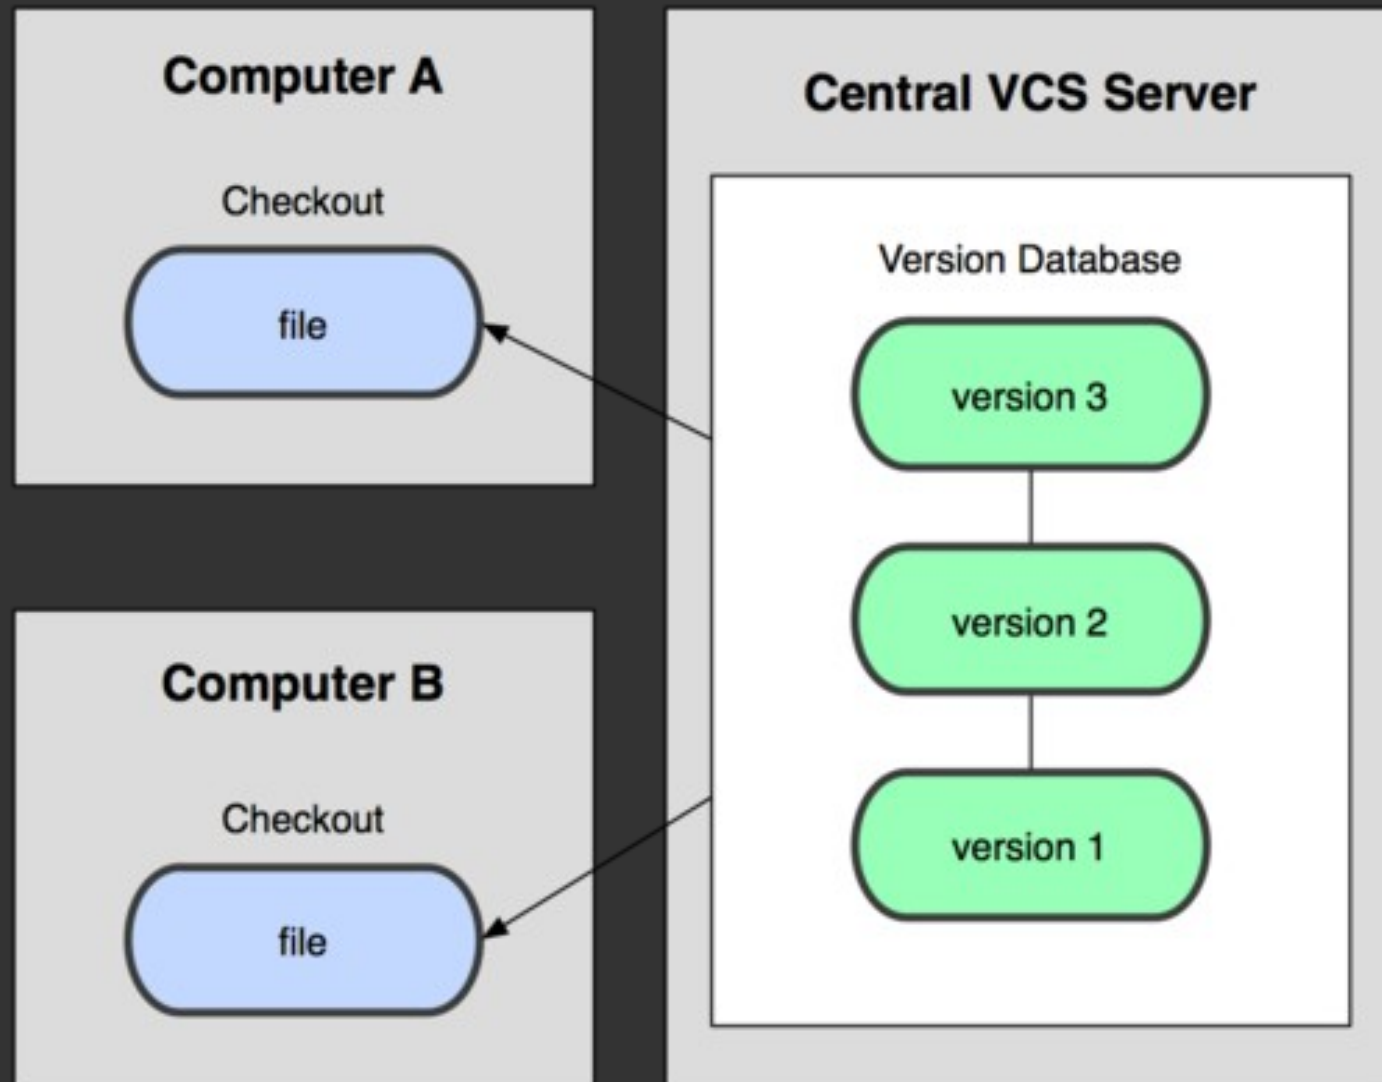 Computer A
Checkout
file
Computer B
Checkout
file
Central VCS Server
Version Database
version 3
version 2
version 1